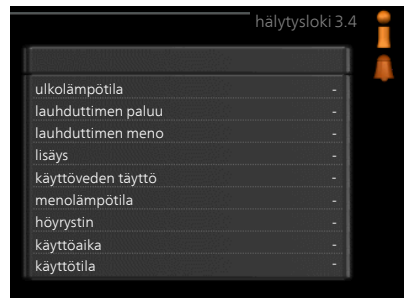 hälytysloki 3.4
ulkolämpötila -
lauhduttimen paluu -
lauhduttimen meno -
lisäys -
käyttöveden täyttö -
menolämpötila -
höyrystin -
käyttöaika -
käyttötila -